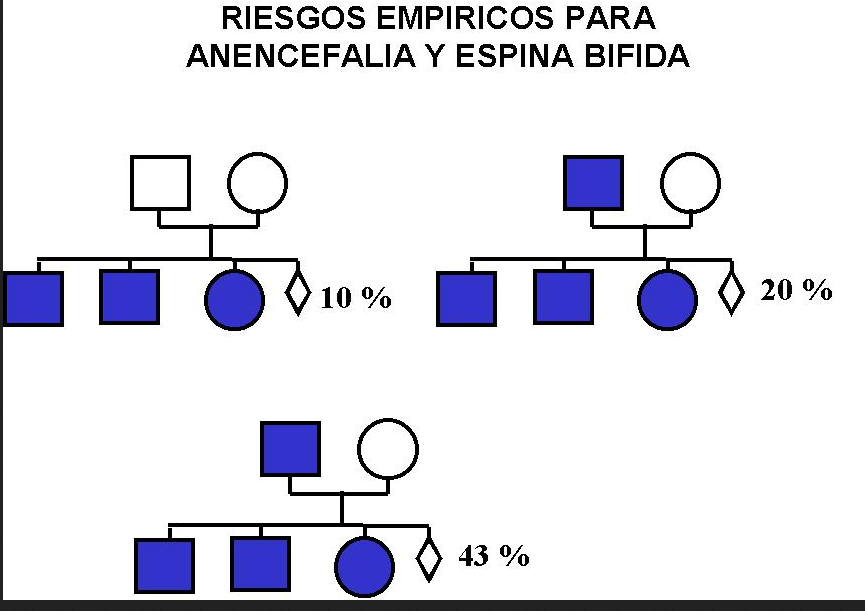 RIESGOS EMPIRICOS PARA
ANENCEFALIA Y ESPINA BIFIDA
10 %
20 %
43 %